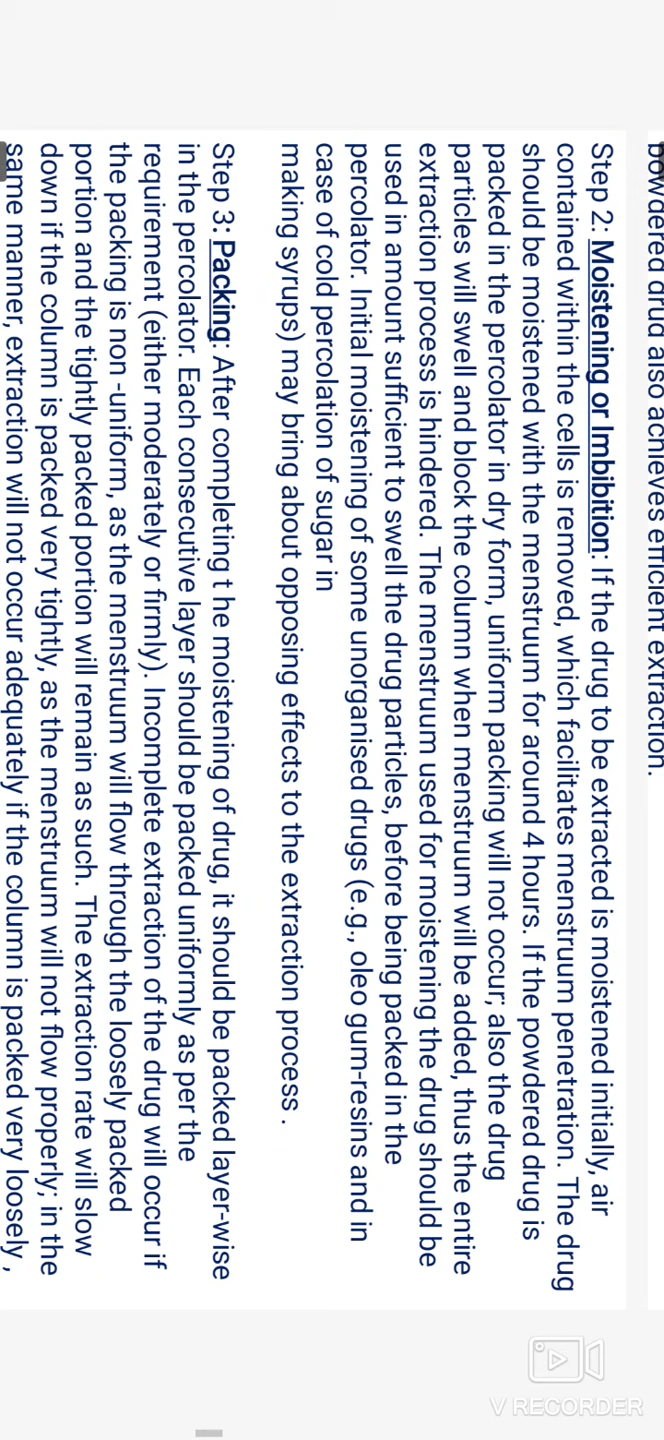 powdered drug also achieves efficient extraction.
Step 2: Moistening or Imbibition: If the drug to be extracted is moistened initially, air
contained within the cells is removed, which facilitates menstruum penetration. The drug
should be moistened with the menstruum for around 4 hours. If the powdered drug is
packed in the percolator in dry form, uniform packing will not occur; also the drug
particles will swell and block the column when menstruum will be added, thus the entire
extraction process is hindered. The menstruum used for moistening the drug should be
used in amount sufficient to swell the drug particles, before being packed in the
percolator. Initial moistening of some unorganised drugs (e.g., oleo gum-resins and in
case of cold percolation of sugar in
making syrups) may bring about opposing effects to the extraction process .
Step 3: Packing: After completing t he moistening of drug, it should be packed layer-wise
in the percolator. Each consecutive layer should be packed uniformly as per the
requirement (either moderately or firmly). Incomplete extraction of the drug will occur if
the packing is non -uniform, as the menstruum will flow through the loosely packed
portion and the tightly packed portion will remain as such. The extraction rate will slow
down if the column is packed very tightly, as the menstruum will not flow properly; in the
same manner, extraction will not occur adequately if the column is packed very loosely ,
V RECORDER